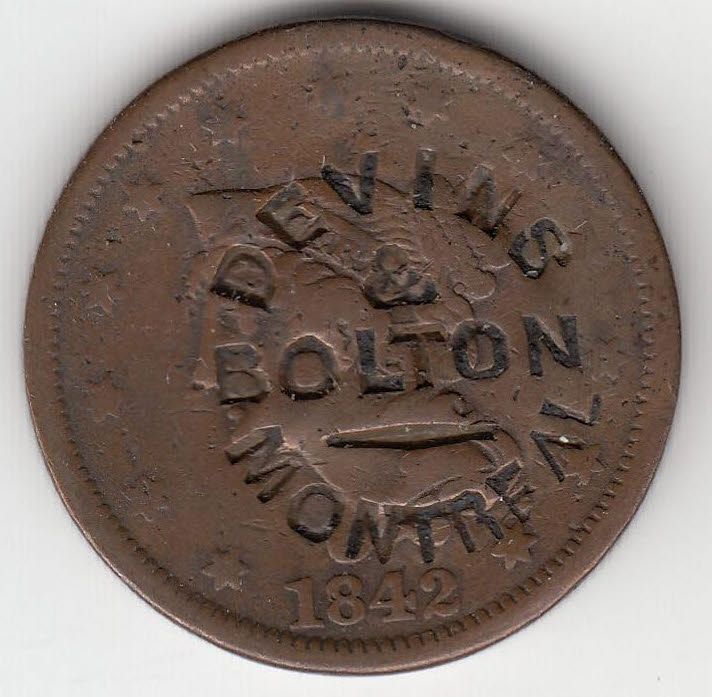 DEVINS
&
BOLTON
MONTREAL
1842